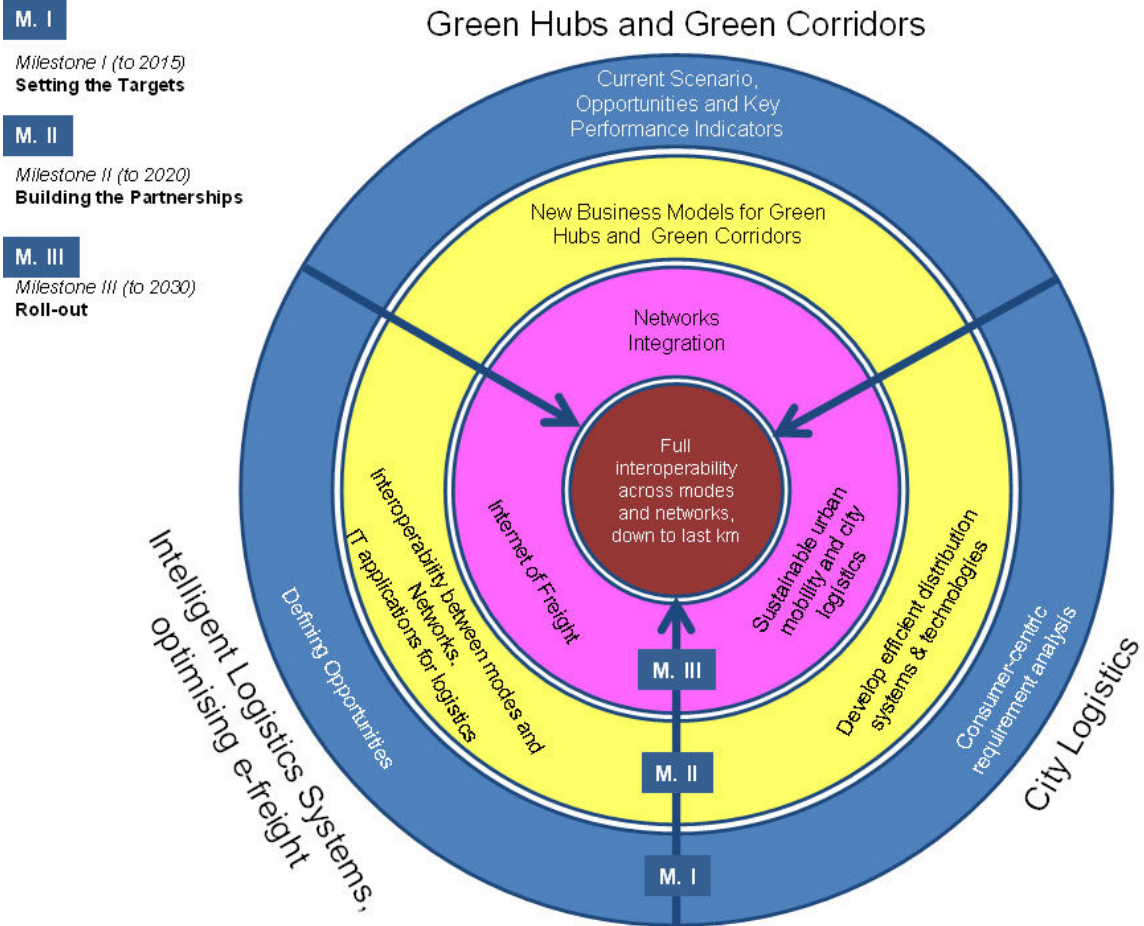 M. I
Milestone I (to 2015)
Setting the Targets
M. II
Milestone II (to 2020)
Building the Partnerships
M. III
Milestone III (to 2030)
Roll-out
Green Hubs and Green Corridors
Current Scenario,
Opportunities and Key
Performance Indicators
New Business Models for Green
Hubs and Green Corridors
Networks
Integration
Full
interoperability
across modes
and networks,
down to last km
Intelligent Logistics Systems,
optimising e-freight
Defining Opportunities
Interoperability between modes and
Networks.
IT applications for logistics
Internet of Freight
Sustainable urban
mobility and city
logistics
Develop efficient distribution
systems & technologies
Consumer-centric
requirement analysis
City Logistics
M. III
M. II
M. I